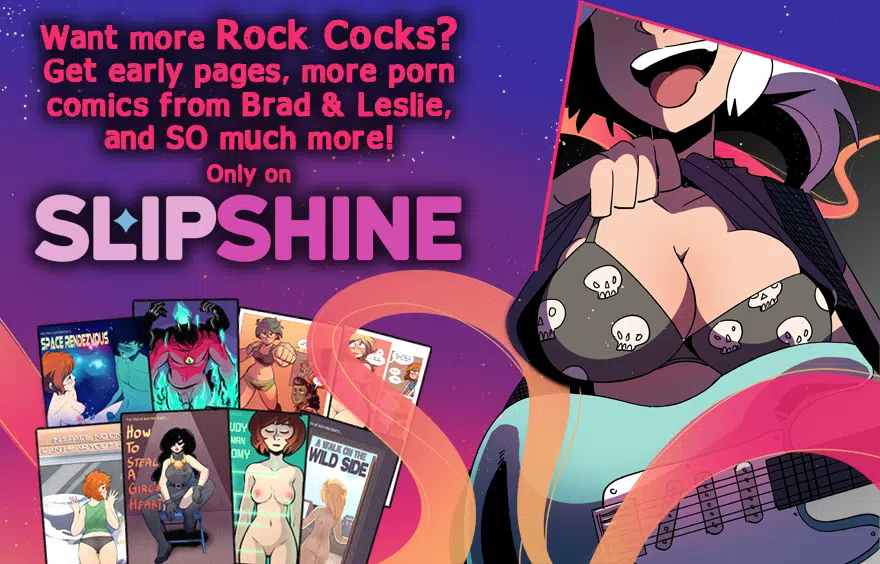 Want more Rock Cocks?
Get early pages, more porn
comics from Brad & Leslie,
and SO much more!
Only on
SLIPSHINE
SPACE RENDEZVOUS
HOW
TO
STEAL
A
GIRL'S
HEART
A WALK ON THE
WILD SIDE